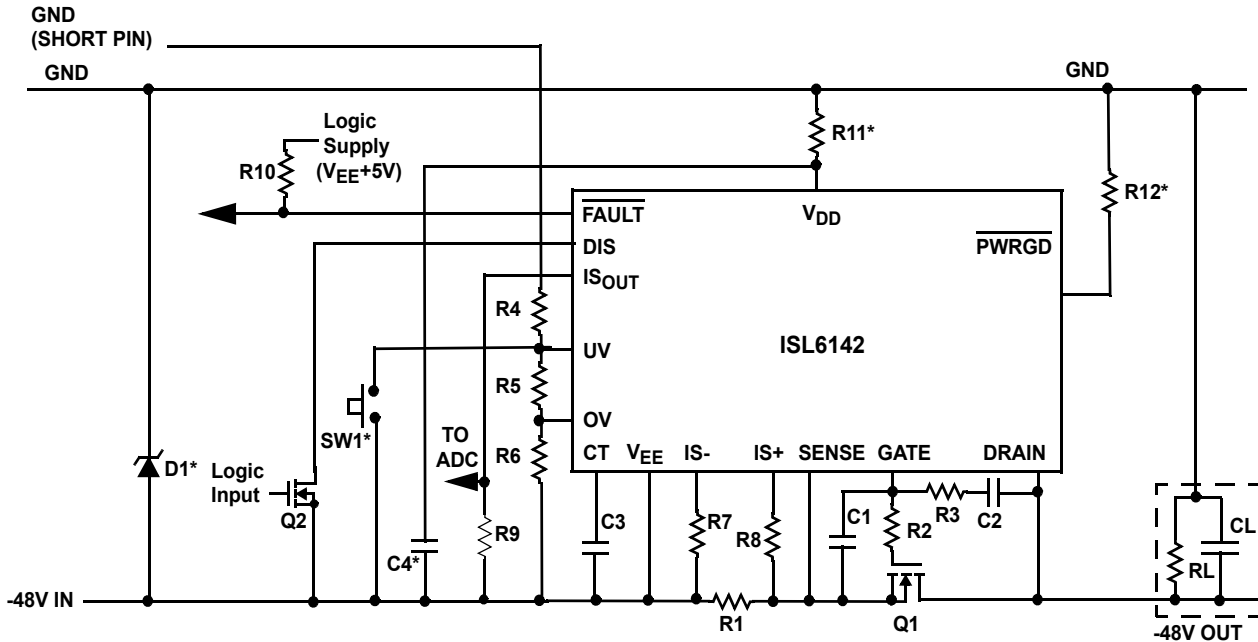 GND
(SHORT PIN)
GND
GND
Logic
Supply
(VEE+5V)
R10
R11*
R12*
FAULT
VDD
DIS
PWRGD
ISOUT
R4
ISL6142
UV
R5
SW1*
OV
TO
ADC
R6
CT
VEE
IS-
IS+
SENSE
GATE
DRAIN
D1*
Logic
Input
Q2
C4*
R9
C3
R7
R8
C1
R2
R3
C2
RL
CL
-48V IN
R1
Q1
-48V OUT